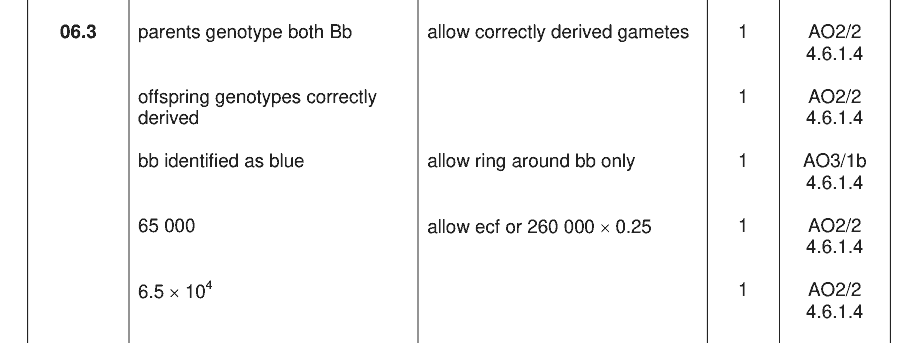 06.3 parents genotype both Bb allow correctly derived gametes 1 AO2/2
4.6.1.4
offspring genotypes correctly 1 AO2/2
derived 4.6.1.4
bb identified as blue allow ring around bb only 1 AO3/1b
4.6.1.4
65 000 allow ecf or 260 000 × 0.25 1 AO2/2
4.6.1.4
6.5 × 10⁴ 1 AO2/2
4.6.1.4